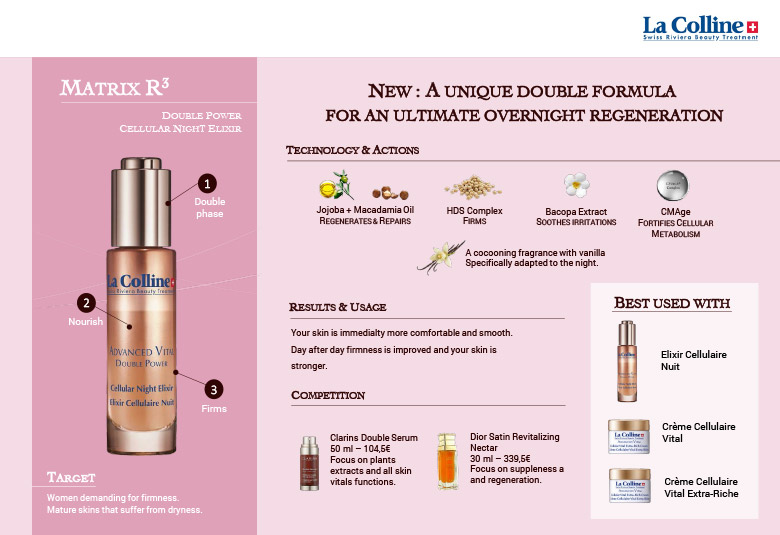 La Colline
Swiss Riviera Beauty Treatment
MATRIX R³
DOUBLE POWER
CELLULAR NIGHT ELIXIR
1
Double
phase
La Colline
2
Nourish
ADVANCED VITAL
DOUBLE POWER
Cellular Night Elixir
Elixir Cellulaire Nuit
3
Firms
TARGET
Women demanding for firmness.
Mature skins that suffer from dryness.
NEW : A UNIQUE DOUBLE FORMULA
FOR AN ULTIMATE OVERNIGHT REGENERATION
TECHNOLOGY & ACTIONS
Jojoba + Macadamia Oil
REGENERATES & REPAIRS
HDS Complex
FIRMS
Bacopa Extract
SOOTHES IRRITATIONS
CMAge
FORTIFIES CELLULAR
METABOLISM
A cocooning fragrance with vanilla
Specifically adapted to the night.
RESULTS & USAGE
Your skin is immedialty more comfortable and smooth.
Day after day firmness is improved and your skin is
stronger.
COMPETITION
Clarins Double Serum
50 ml – 104,5€
Focus on plants
extracts and all skin
vitals functions.
Dior Satin Revitalizing
Nectar
30 ml – 339,5€
Focus on suppleness a
and regeneration.
BEST USED WITH
Elixir Cellulaire
Nuit
La Colline
Crème Cellulaire
Vital
La Colline
Crème Cellulaire
Vital Extra-Riche